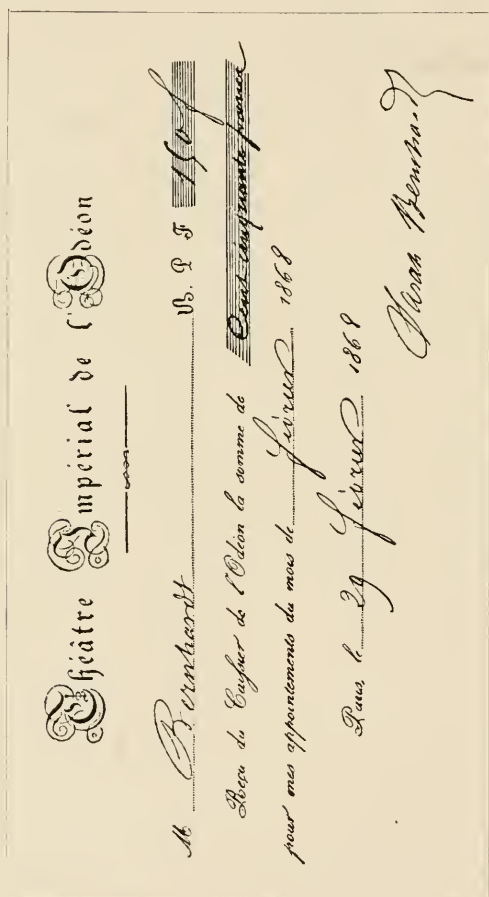 Théâtre Impérial de l'Odéon
M Bernhardt B. P. F 150 f
Reçu du Caissier de l'Odéon la somme de Cent cinquante francs
pour mes appointements du mois de Février 1868
Paris, le 29 Février 1868
Sarah Bernhardt